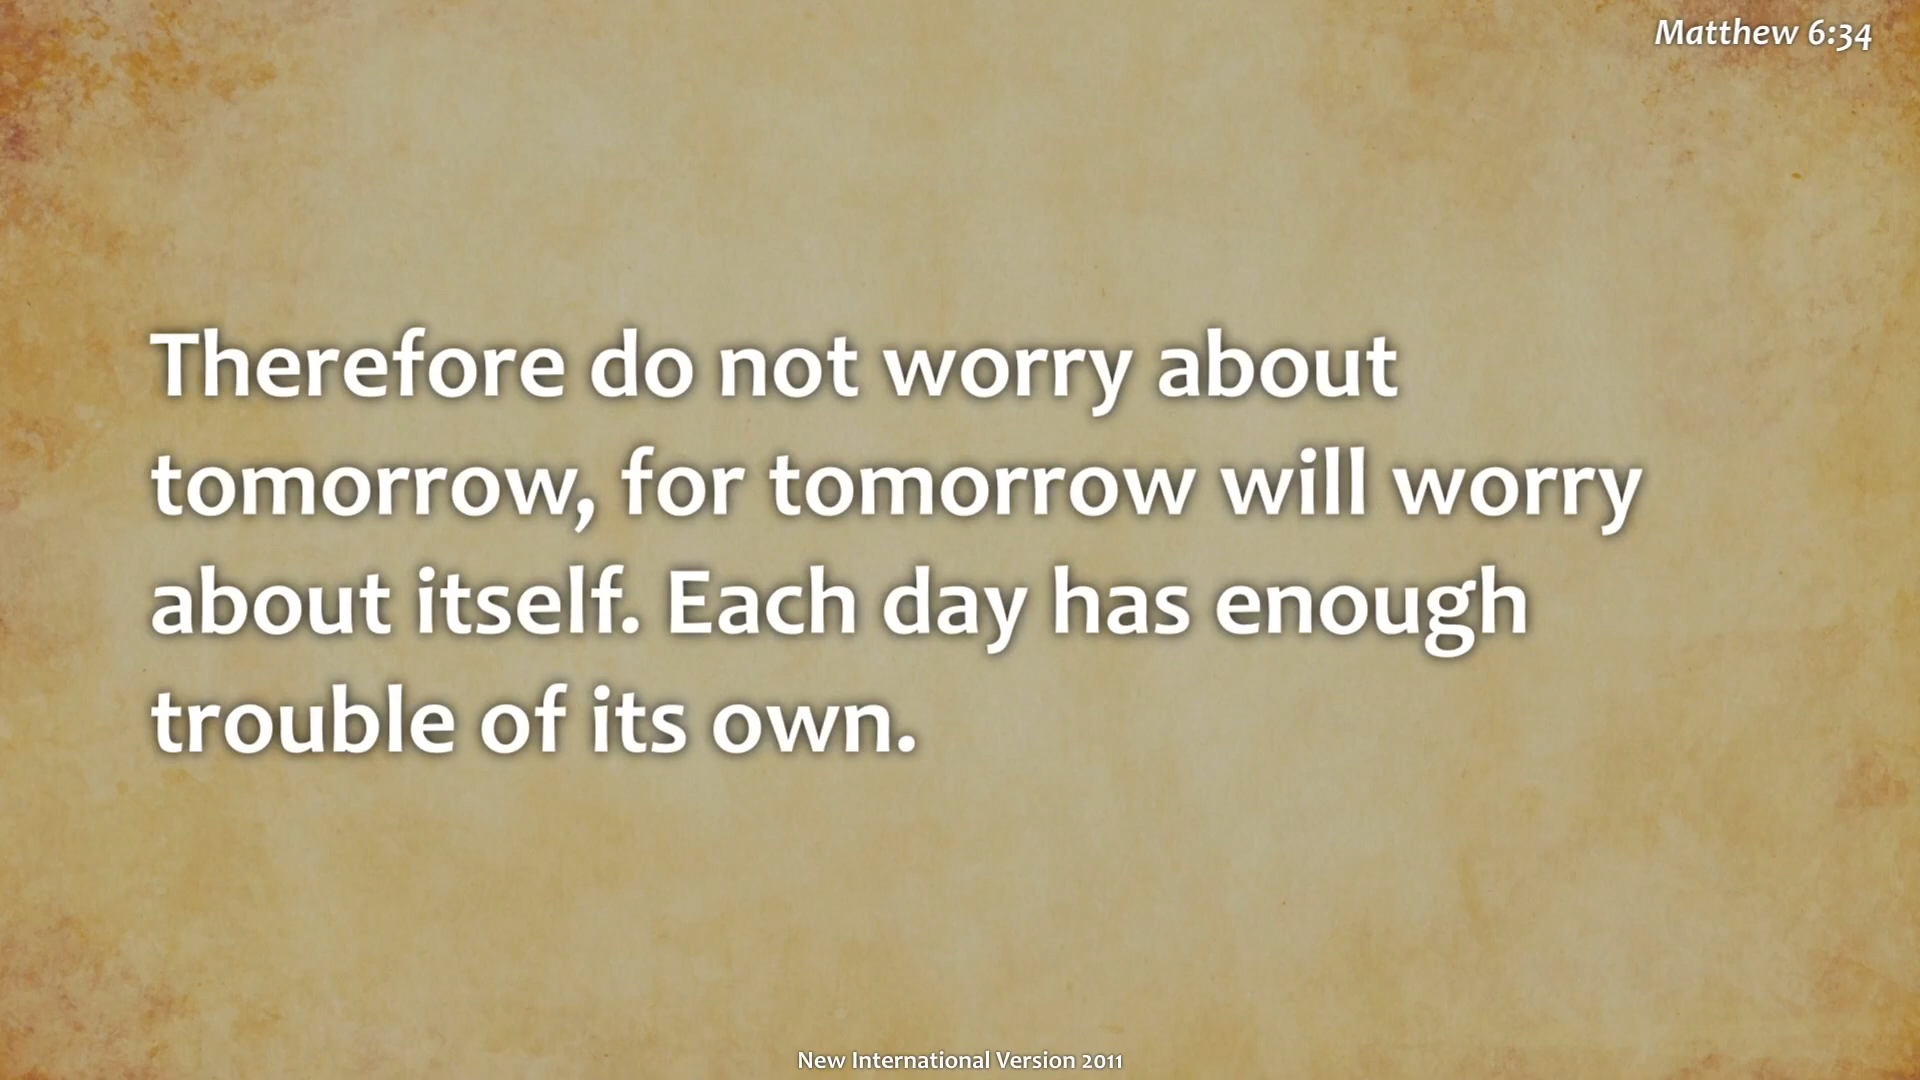 Matthew 6:34
Therefore do not worry about
tomorrow, for tomorrow will worry
about itself. Each day has enough
trouble of its own.
New International Version 2011